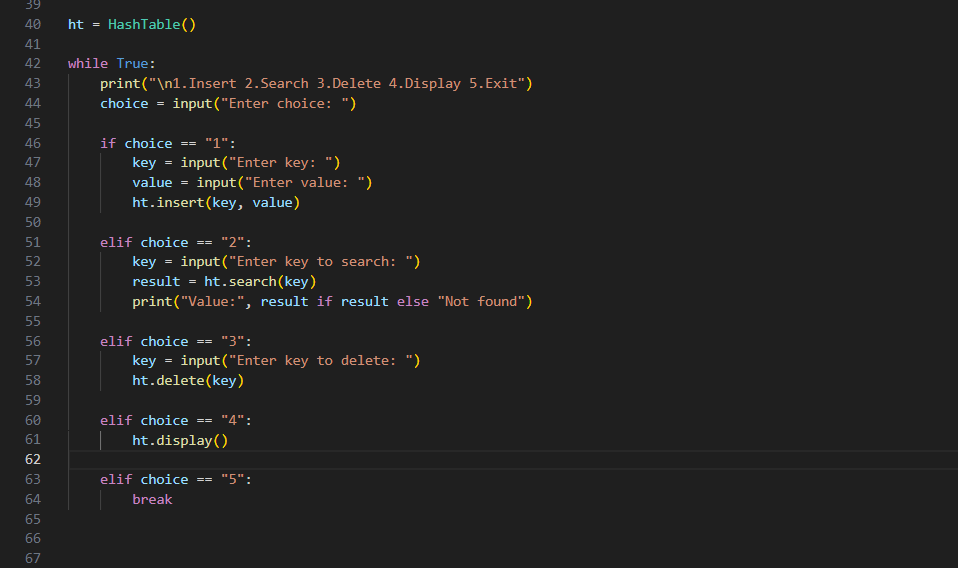 39
40 ht = HashTable()
41
42 while True:
43     print("\n1.Insert 2.Search 3.Delete 4.Display 5.Exit")
44     choice = input("Enter choice: ")
45
46     if choice == "1":
47         key = input("Enter key: ")
48         value = input("Enter value: ")
49         ht.insert(key, value)
50
51     elif choice == "2":
52         key = input("Enter key to search: ")
53         result = ht.search(key)
54         print("Value:", result if result else "Not found")
55
56     elif choice == "3":
57         key = input("Enter key to delete: ")
58         ht.delete(key)
59
60     elif choice == "4":
61         ht.display()
62
63     elif choice == "5":
64         break
65
66
67